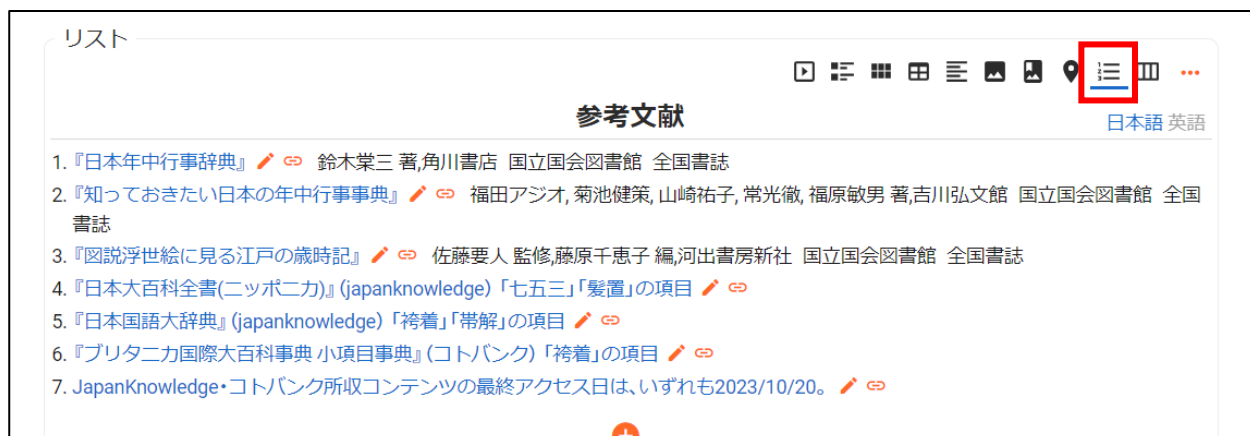 リスト
参考文献
日本語 英語
1. 『日本年中行事辞典』 鈴木棠三 著,角川書店 国立国会図書館 全国書誌
2. 『知っておきたい日本の年中行事事典』 福田アジオ, 菊池健策, 山崎祐子, 常光徹, 福原敏男 著,吉川弘文館 国立国会図書館 全国
書誌
3. 『図説浮世絵に見る江戸の歳時記』 佐藤要人 監修,藤原千恵子 編,河出書房新社 国立国会図書館 全国書誌
4. 『日本大百科全書(ニッポニカ)』 (japanknowledge) 「七五三」「髪置」の項目
5. 『日本国語大辞典』 (japanknowledge) 「袴着」「帯解」の項目
6. 『ブリタニカ国際大百科事典 小項目事典』 (コトバンク) 「袴着」の項目
7. JapanKnowledge・コトバンク所収コンテンツの最終アクセス日は、いずれも2023/10/20。